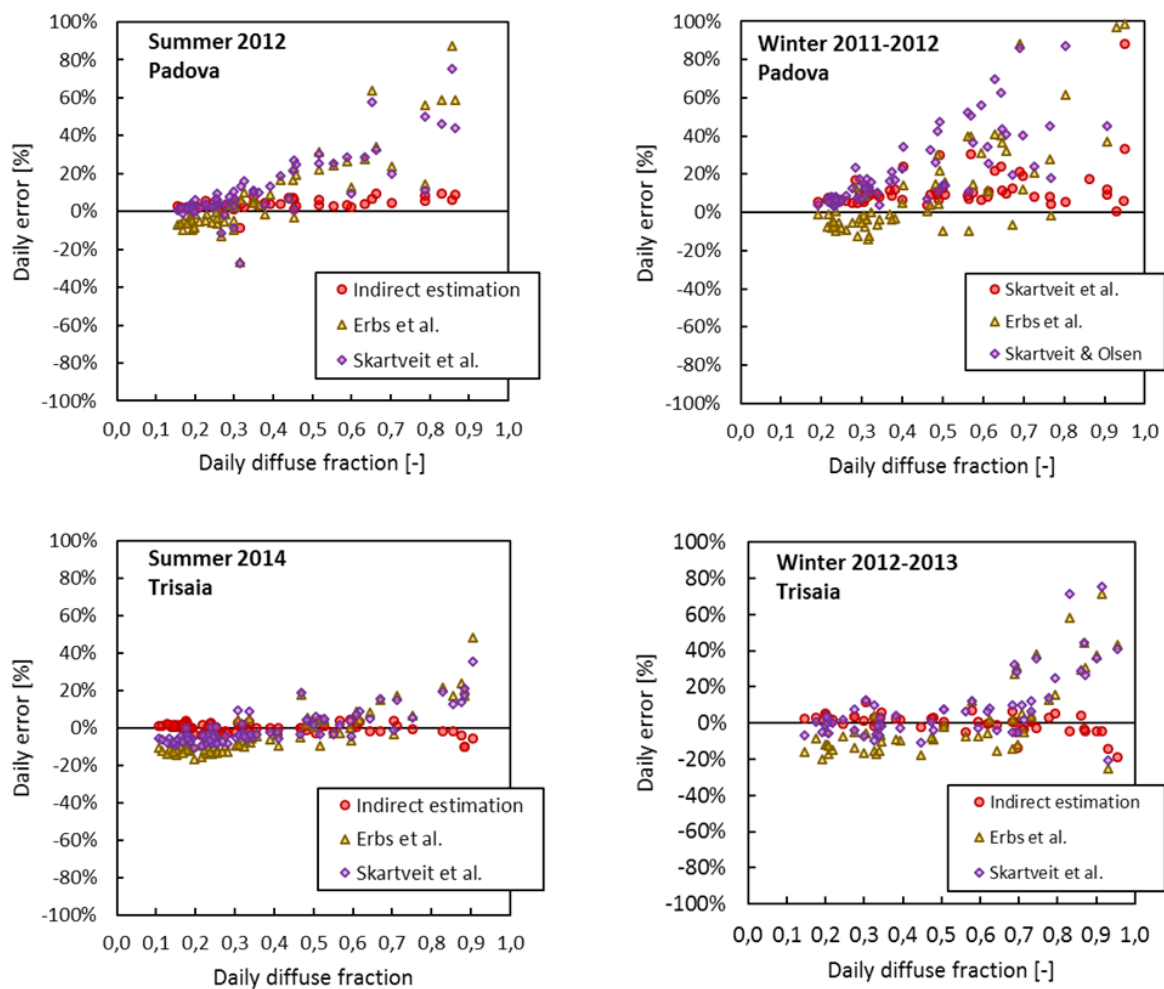 Summer 2012
Padova
Daily error [%]
100%
80%
60%
40%
20%
0%
-20%
-40%
-60%
-80%
-100%
Indirect estimation
Erbs et al.
Skartveit et al.
0,0 0,1 0,2 0,3 0,4 0,5 0,6 0,7 0,8 0,9 1,0
Daily diffuse fraction [-]
Winter 2011-2012
Padova
Daily error [%]
100%
80%
60%
40%
20%
0%
-20%
-40%
-60%
-80%
-100%
Skartveit et al.
Erbs et al.
Skartveit & Olsen
0,0 0,1 0,2 0,3 0,4 0,5 0,6 0,7 0,8 0,9 1,0
Daily diffuse fraction [-]
Summer 2014
Trisaia
Daily error [%]
100%
80%
60%
40%
20%
0%
-20%
-40%
-60%
-80%
-100%
Indirect estimation
Erbs et al.
Skartveit et al.
0,0 0,1 0,2 0,3 0,4 0,5 0,6 0,7 0,8 0,9 1,0
Daily diffuse fraction
Winter 2012-2013
Trisaia
Daily error [%]
100%
80%
60%
40%
20%
0%
-20%
-40%
-60%
-80%
-100%
Indirect estimation
Erbs et al.
Skartveit et al.
0,0 0,1 0,2 0,3 0,4 0,5 0,6 0,7 0,8 0,9 1,0
Daily diffuse fraction [-]